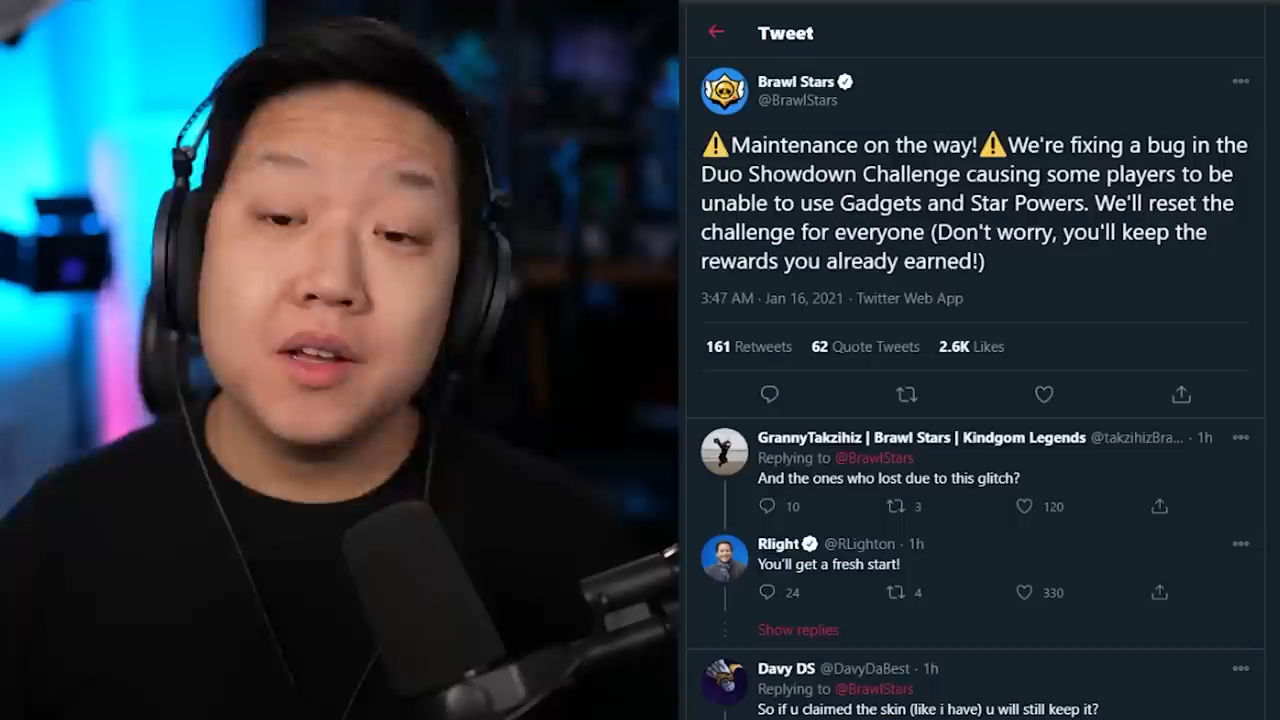 Tweet
Brawl Stars
@BrawlStars
⚠️Maintenance on the way!⚠️We're fixing a bug in the
Duo Showdown Challenge causing some players to be
unable to use Gadgets and Star Powers. We'll reset the
challenge for everyone (Don't worry, you'll keep the
rewards you already earned!)
3:47 AM · Jan 16, 2021 · Twitter Web App
161 Retweets 62 Quote Tweets 2.6K Likes
GrannyTakzihiz | Brawl Stars | Kindgom Legends @takzihizBra... · 1h
Replying to @BrawlStars
And the ones who lost due to this glitch?
10 3 120
Rlight @RLighton · 1h
You'll get a fresh start!
24 4 330
Show replies
Davy DS @DavyDaBest · 1h
Replying to @BrawlStars
So if u claimed the skin (like i have) u will still keep it?